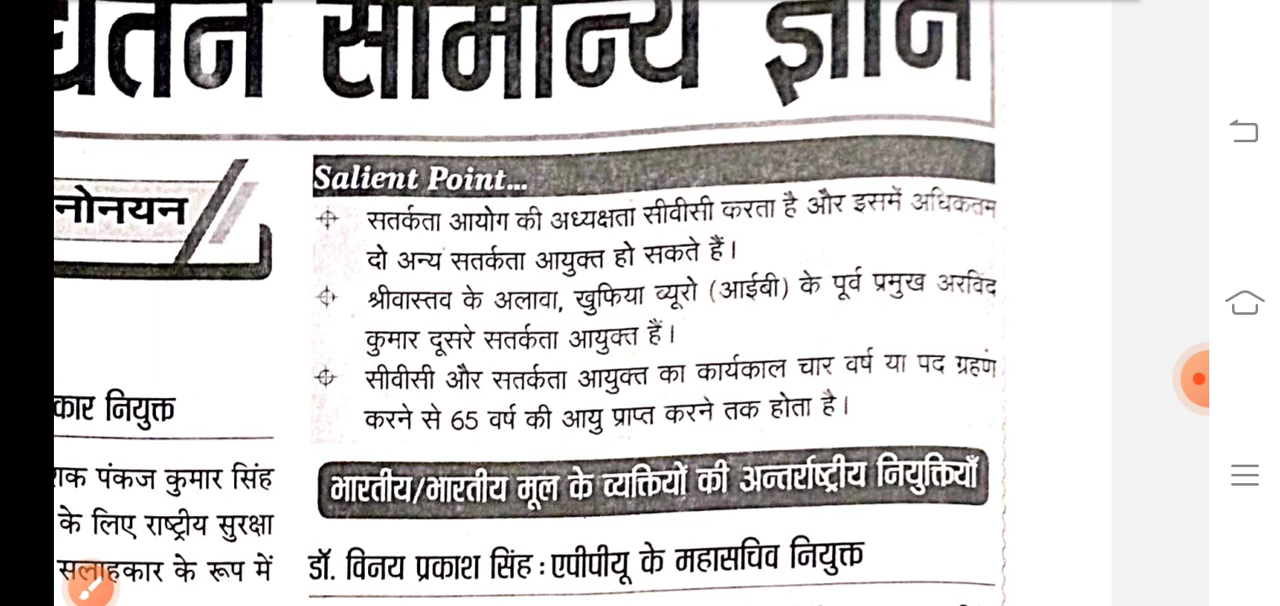 सामान्य ज्ञान
नोनयन
कार नियुक्त
पंकज कुमार सिंह
के लिए राष्ट्रीय सुरक्षा
सलाहकार के रूप में
Salient Point...
सतर्कता आयोग की अध्यक्षता सीवीसी करता है और इसमें अधिकतम
दो अन्य सतर्कता आयुक्त हो सकते हैं।
श्रीवास्तव के अलावा, खुफिया ब्यूरो (आईबी) के पूर्व प्रमुख अरविंद
कुमार दूसरे सतर्कता आयुक्त हैं।
सीवीसी और सतर्कता आयुक्त का कार्यकाल चार वर्ष या पद ग्रहण
करने से 65 वर्ष की आयु प्राप्त करने तक होता है।
भारतीय/भारतीय मूल के व्यक्तियों की अन्तर्राष्ट्रीय नियुक्तियाँ
डॉ. विनय प्रकाश सिंह : एपीपीयू के महासचिव नियुक्त